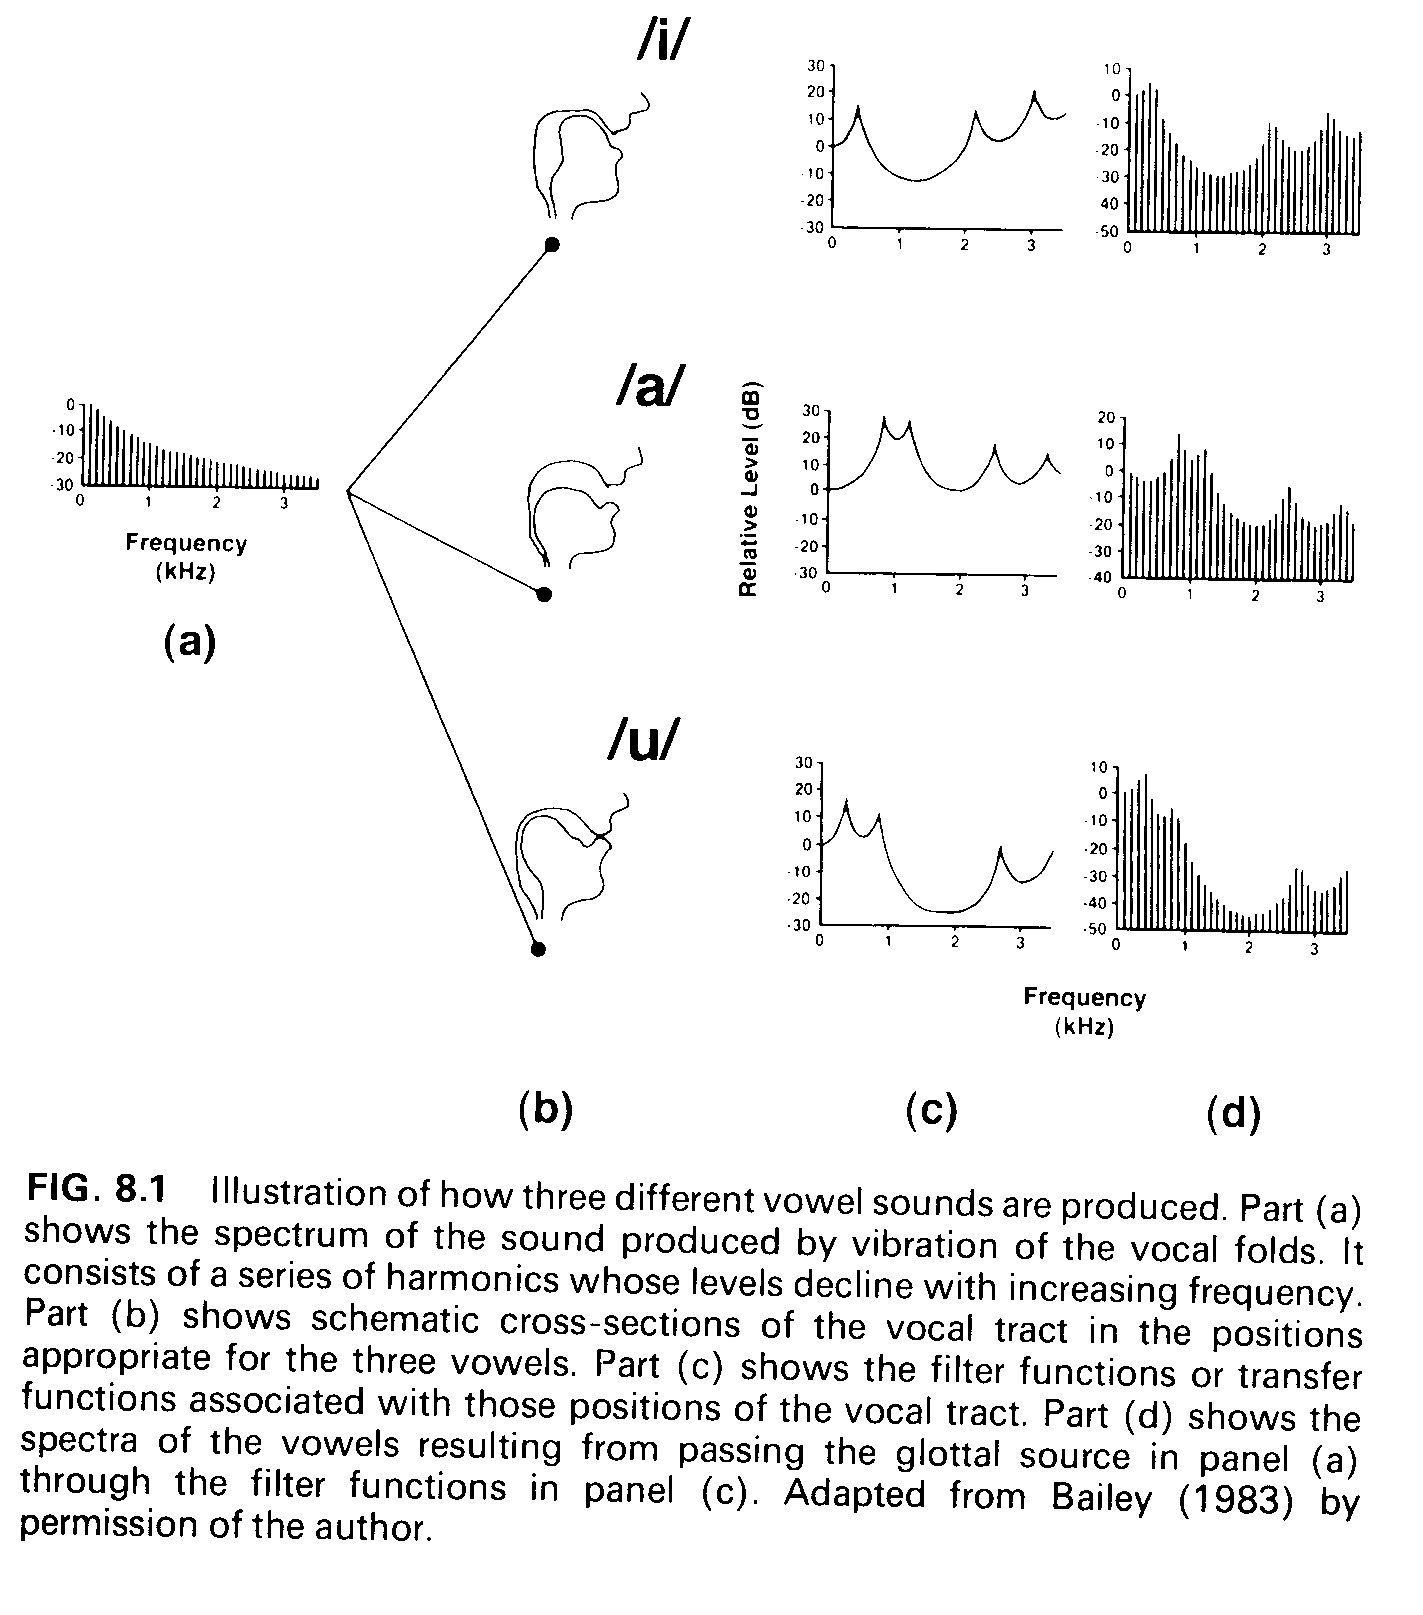 /i/
30
20
10
0
-10
-20
-30
0 1 2 3
10
0
-10
-20
-30
40
-50
0 1 2 3
0
-10
-20
-30
0 1 2 3
Frequency
(kHz)
(a)
/a/
Relative Level (dB)
30
20
10
0
-10
-20
-30
0 1 2 3
20
10
0
-10
-20
-30
-40
0 1 2 3
/u/
30
20
10
0
-10
-20
-30
0 1 2 3
10
0
-10
-20
-30
-40
-50
0 1 2 3
Frequency
(kHz)
(b) (c) (d)
FIG. 8.1 Illustration of how three different vowel sounds are produced. Part (a)
shows the spectrum of the sound produced by vibration of the vocal folds. It
consists of a series of harmonics whose levels decline with increasing frequency.
Part (b) shows schematic cross-sections of the vocal tract in the positions
appropriate for the three vowels. Part (c) shows the filter functions or transfer
functions associated with those positions of the vocal tract. Part (d) shows the
spectra of the vowels resulting from passing the glottal source in panel (a)
through the filter functions in panel (c). Adapted from Bailey (1983) by
permission of the author.